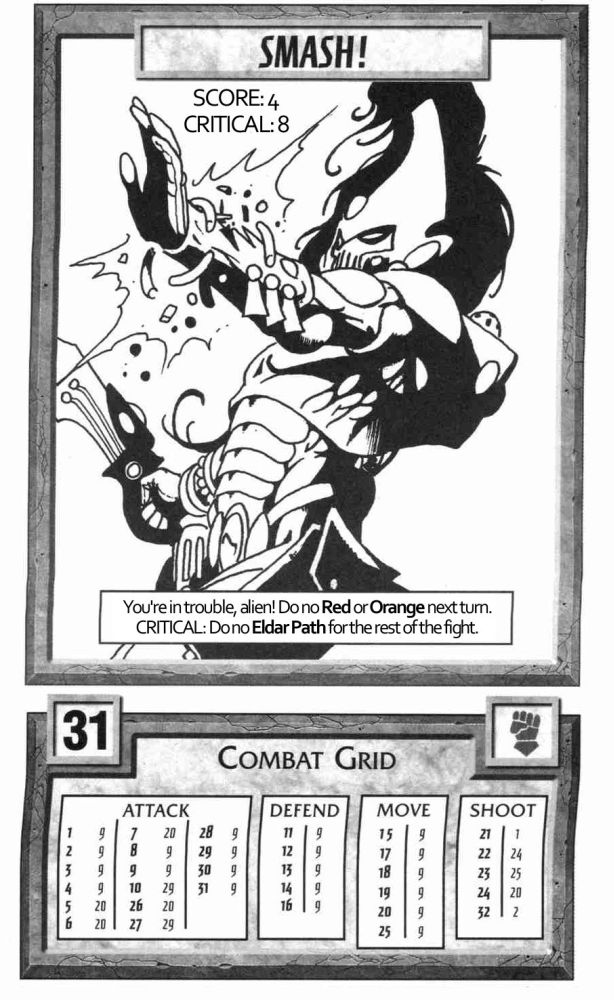 SMASH!
SCORE: 4
CRITICAL: 8
You're in trouble, alien! Do no Red or Orange next turn.
CRITICAL: Do no Eldar Path for the rest of the fight.
31
COMBAT GRID
ATTACK DEFEND MOVE SHOOT
1 9 7 20 28 9 11 9 15 9 21 1
2 9 8 9 29 9 12 9 17 9 22 24
3 9 9 9 30 9 13 9 18 9 23 25
4 9 10 29 31 9 14 9 19 9 24 20
5 20 26 20 16 9 20 9 32 2
6 20 27 29 25 9